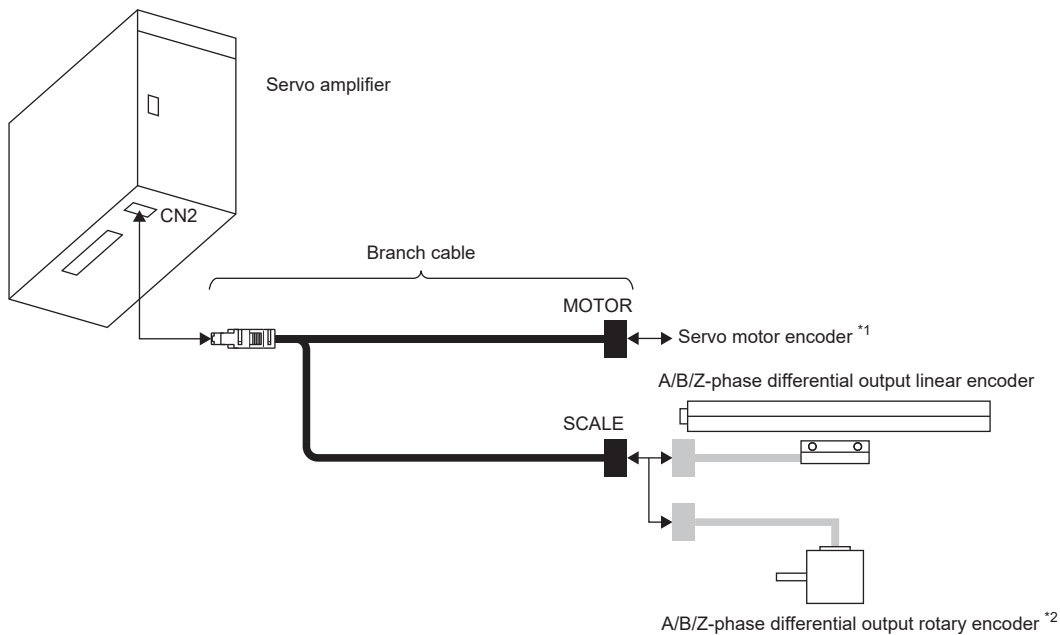 Servo amplifier
CN2
Branch cable
MOTOR
Servo motor encoder *1
A/B/Z-phase differential output linear encoder
SCALE
A/B/Z-phase differential output rotary encoder *2